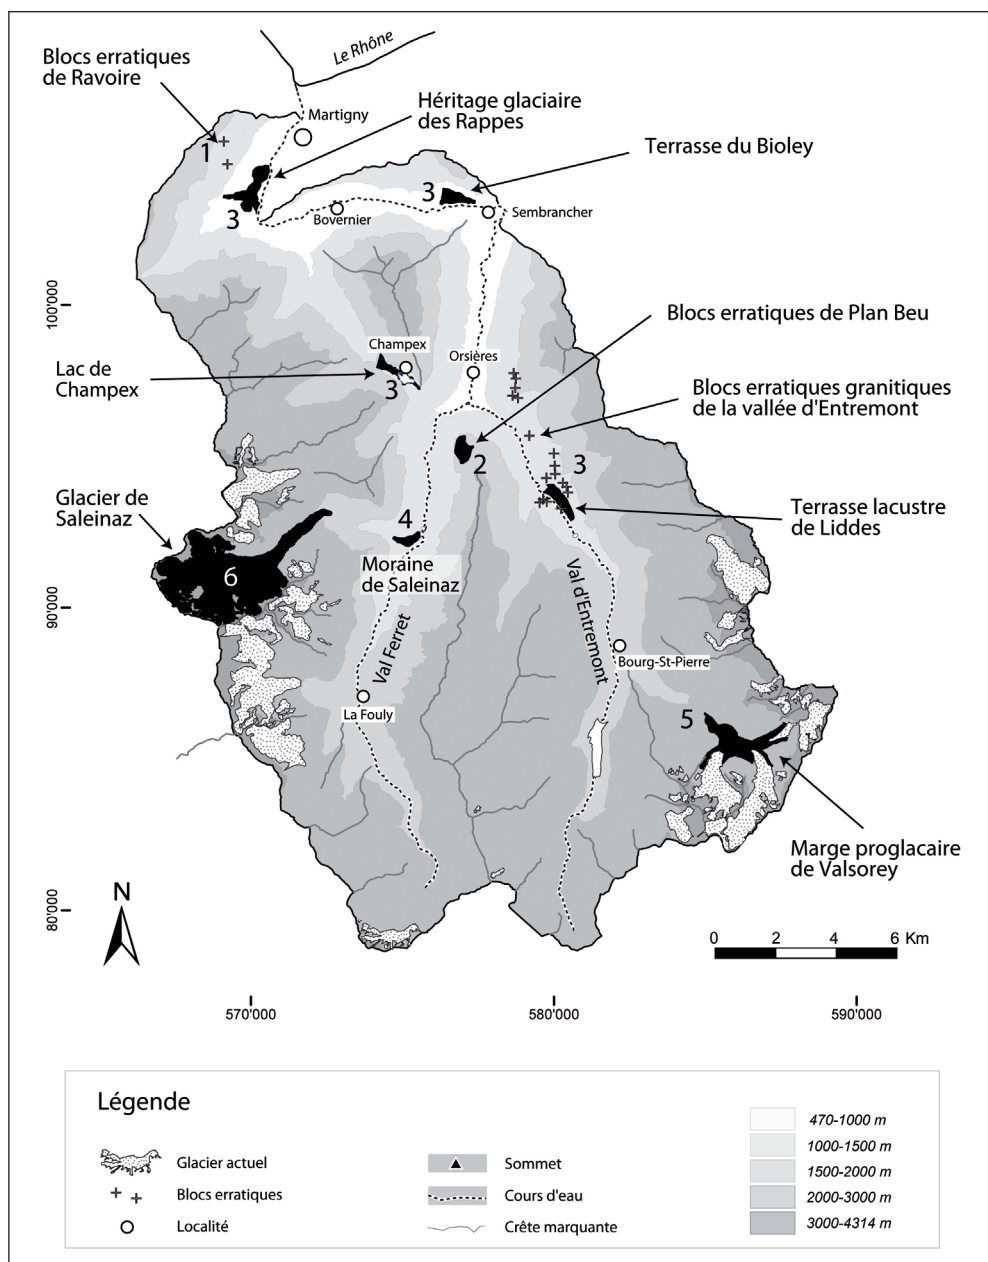 Le Rhône
Blocs erratiques
de Ravoire
Martigny
Héritage glaciaire
des Rappes
1
Terrasse du Bioley
3
3
Bovernier
Sembrancher
100'000
Blocs erratiques de Plan Beu
Champex
Orsières
Lac de
Champex
3
Blocs erratiques granitiques
de la vallée d'Entremont
2
3
Glacier de
Saleinaz
4
Terrasse lacustre
de Liddes
Moraine
de Saleinaz
6
90'000
Val Ferret
Val d'Entremont
Bourg-St-Pierre
La Fouly
5
Marge proglacaire
de Valsorey
N
80'000
0 2 4 6 Km
570'000 580'000 590'000
Légende
Glacier actuel
Blocs erratiques
Localité
Sommet
Cours d'eau
Crête marquante
470-1000 m
1000-1500 m
1500-2000 m
2000-3000 m
3000-4314 m